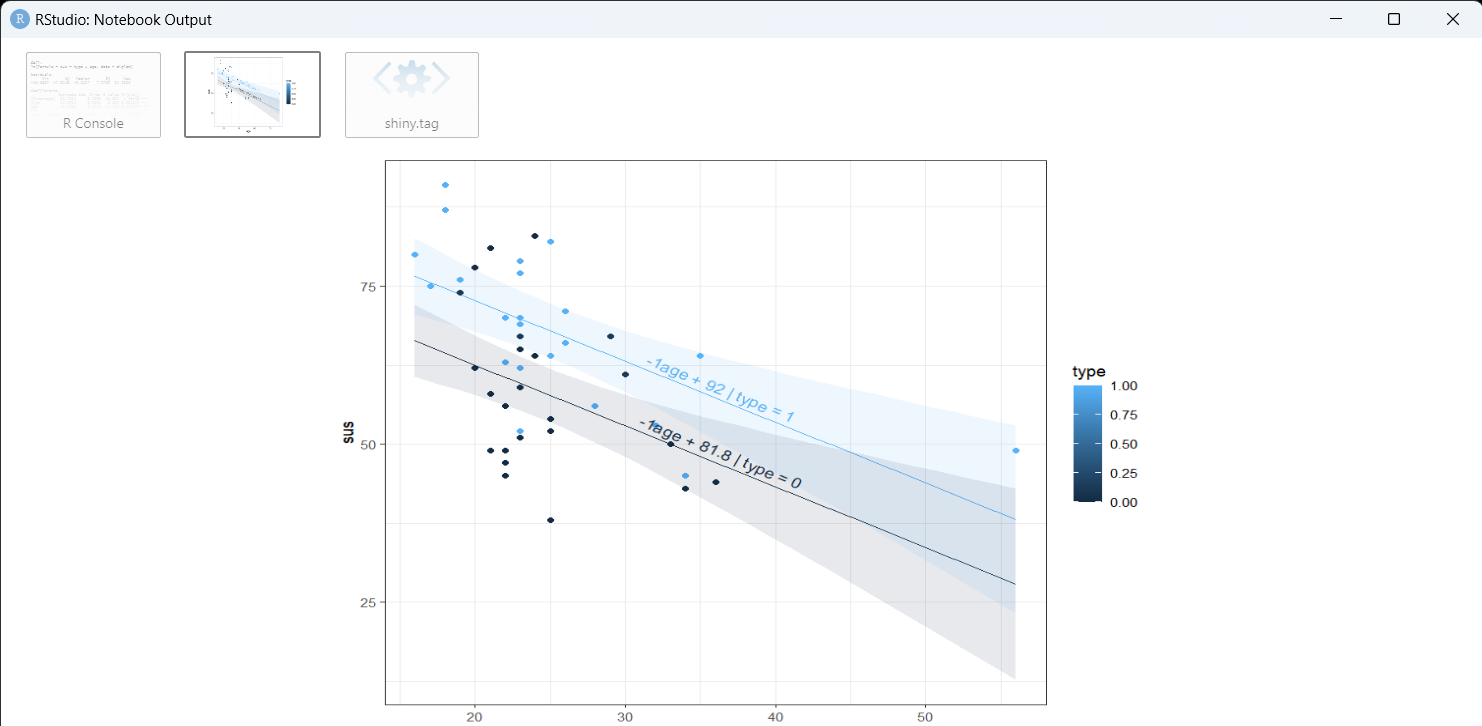 R RStudio: Notebook Output
R Console
shiny.tag
75
50
25
sus
-1age + 92 | type = 1
-1age + 81.8 | type = 0
type
1.00
0.75
0.50
0.25
0.00
20 30 40 50